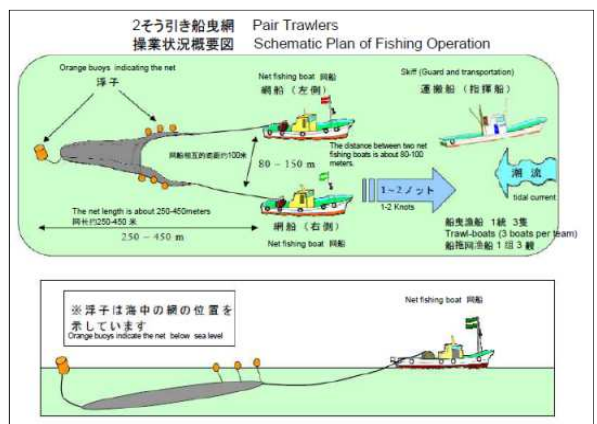 2そう引き船曳網 Pair Trawlers
操業状況概要図 Schematic Plan of Fishing Operation
Orange buoys indicating the net
浮子
Net fishing boat 网船
網船（左側）
Skiff (Guard and transportation)
運搬船（指揮船）
网船相互的距离约100米
80－150 m
The distance between two net
fishing boats is about 80-100
meters.
潮流
tidal current
1~2ノット
1-2 Knots
The net length is about 250-450meters
网长约250-450 米
250 － 450 m
網船（右側）
Net fishing boat 网船
船曳漁船 1統 3隻
Trawl-boats (3 boats per team)
船拖网渔船 1 组 3 艘
※浮子は海中の網の位置を
示しています
Orange buoys indicate the net below sea level
Net fishing boat 网船